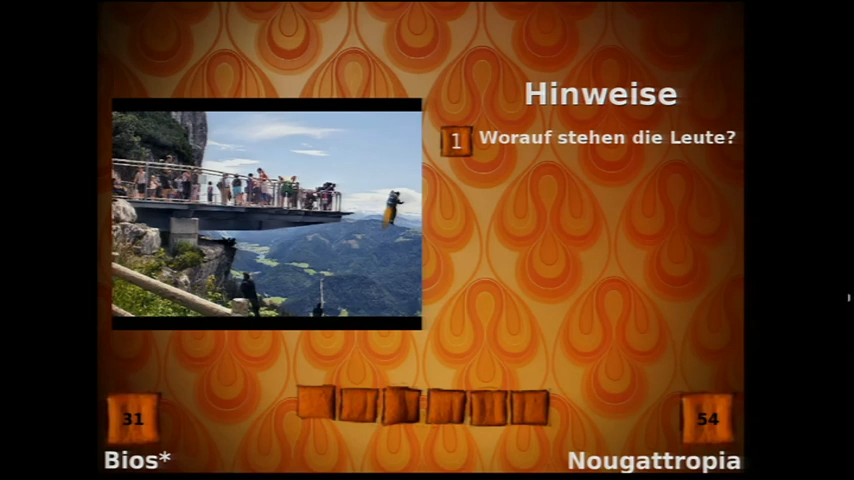 Hinweise
1 Worauf stehen die Leute?
31
54
Bios*
Nougattropia